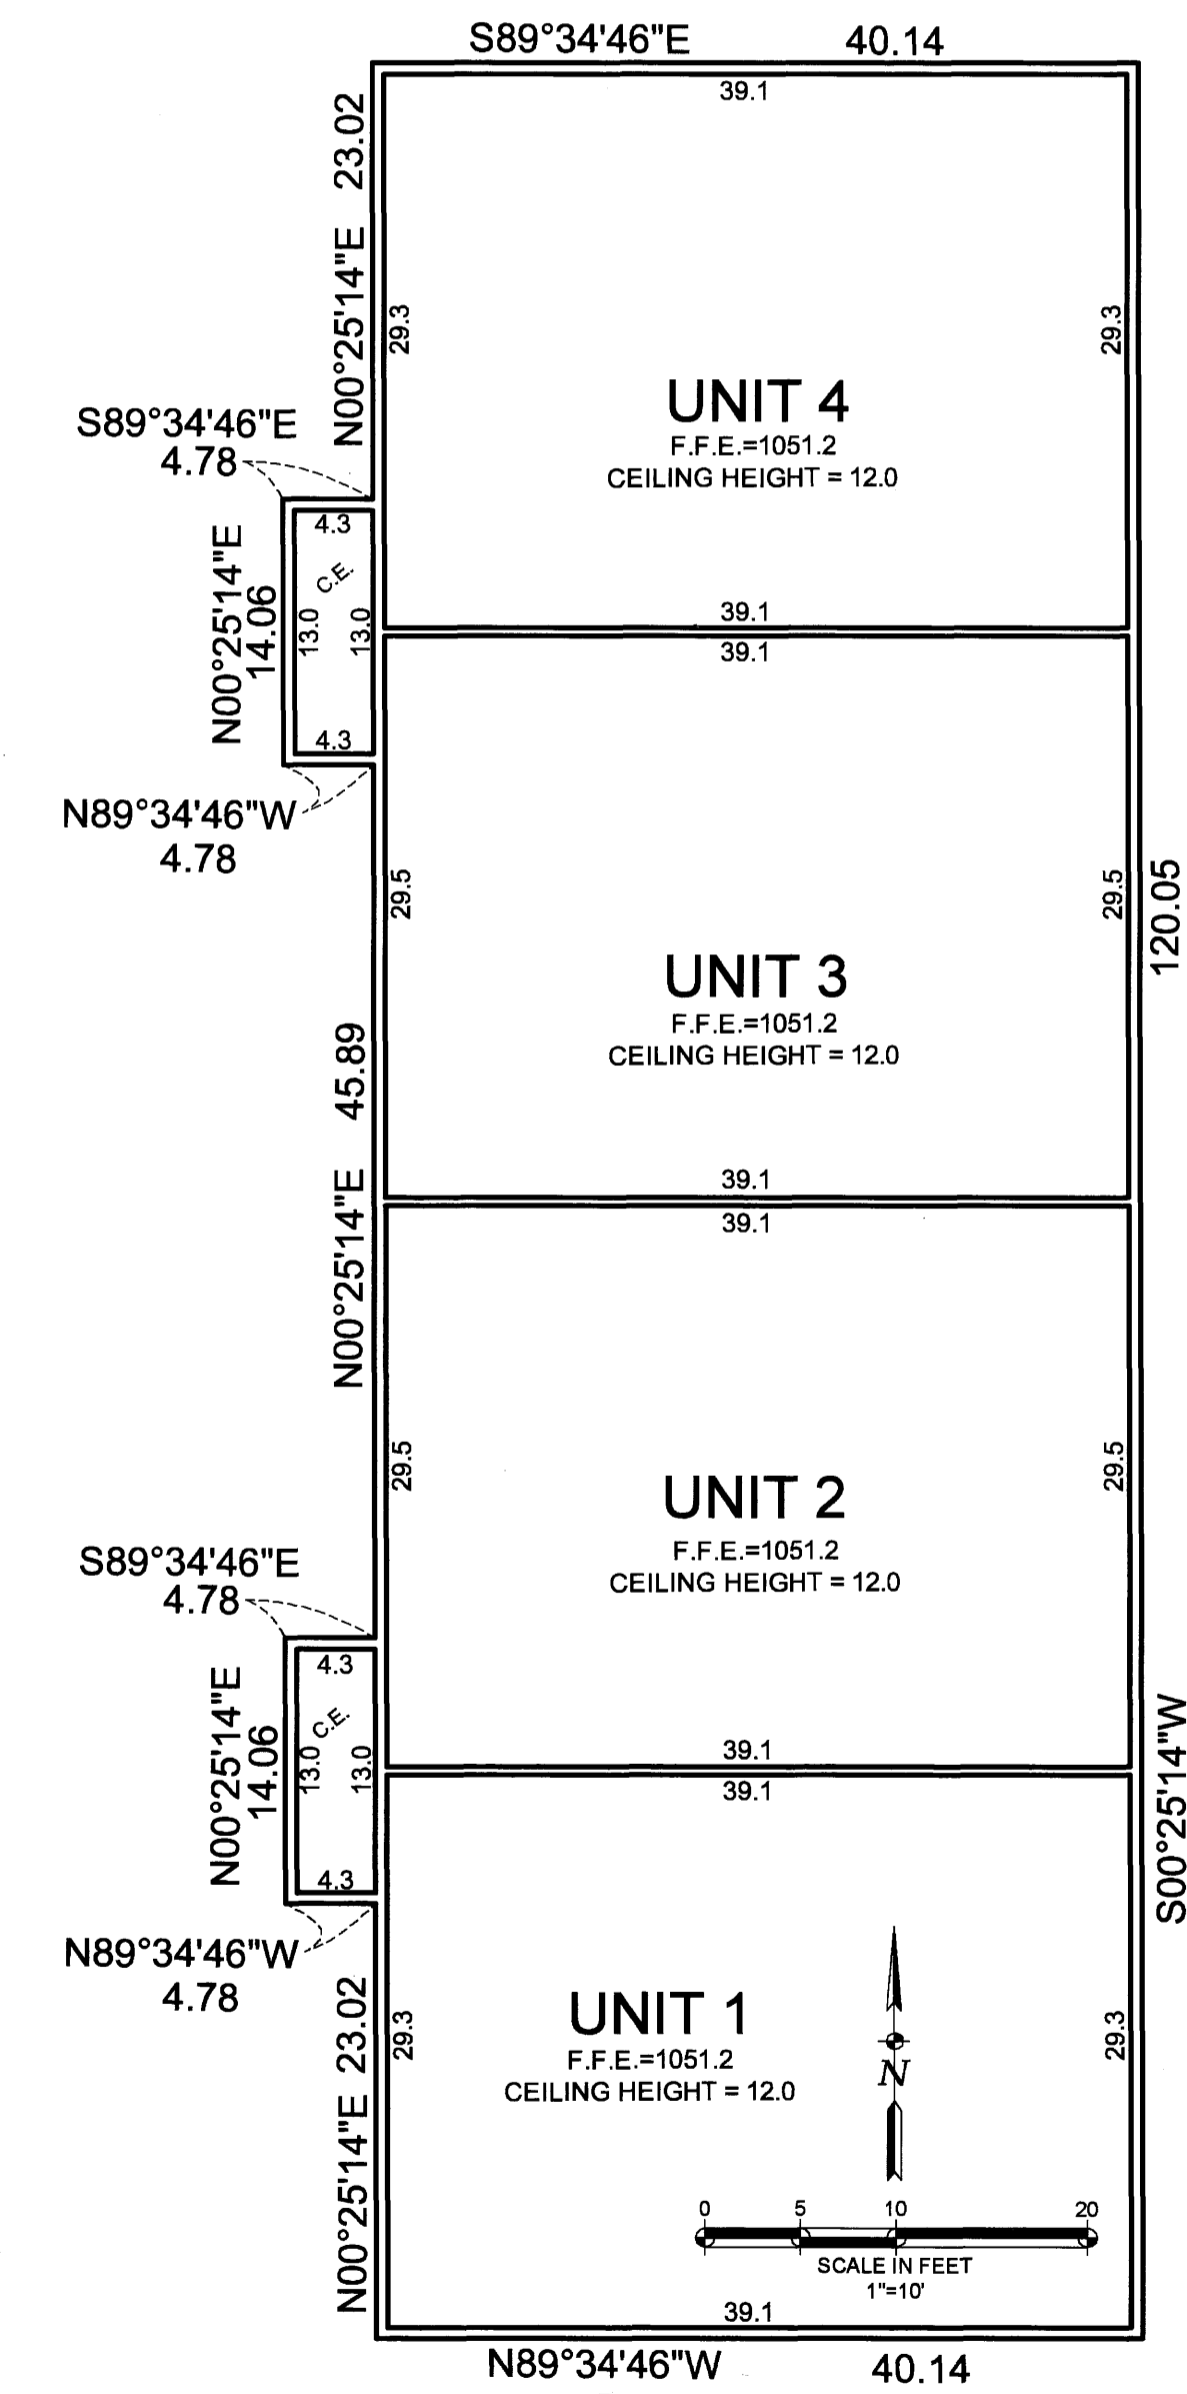 S89°34'46"E 40.14
39.1
N00°25'14"E 23.02
29.3
29.3
UNIT 4
F.F.E.=1051.2
CEILING HEIGHT = 12.0
S89°34'46"E
4.78
4.3
C.E.
N00°25'14"E
14.06
13.0
13.0
4.3
39.1
39.1
N89°34'46"W
4.78
29.5
29.5
120.05
UNIT 3
F.F.E.=1051.2
CEILING HEIGHT = 12.0
N00°25'14"E 45.89
39.1
39.1
29.5
29.5
UNIT 2
F.F.E.=1051.2
CEILING HEIGHT = 12.0
S89°34'46"E
4.78
4.3
C.E.
N00°25'14"E
14.06
13.0
13.0
4.3
39.1
39.1
S00°25'14"W
N89°34'46"W
4.78
N00°25'14"E 23.02
29.3
29.3
UNIT 1
F.F.E.=1051.2
CEILING HEIGHT = 12.0
N
0 5 10 20
SCALE IN FEET
1"=10'
39.1
N89°34'46"W 40.14